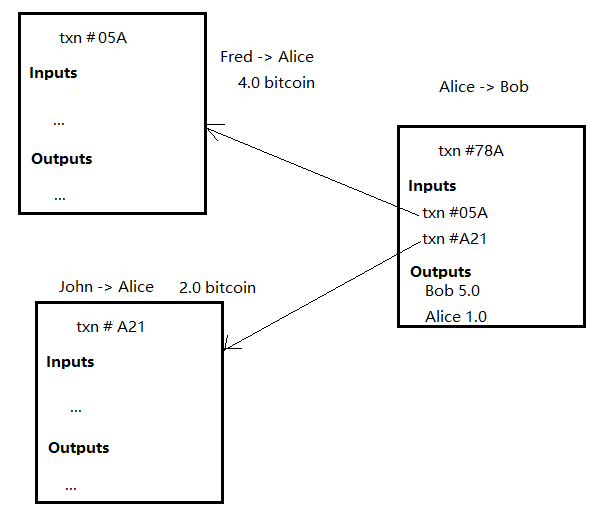 txn # 05A
Inputs
...
Outputs
...
Fred -> Alice
4.0 bitcoin
John -> Alice 2.0 bitcoin
txn # A21
Inputs
...
Outputs
...
Alice -> Bob
txn #78A
Inputs
txn #05A
txn #A21
Outputs
Bob 5.0
Alice 1.0